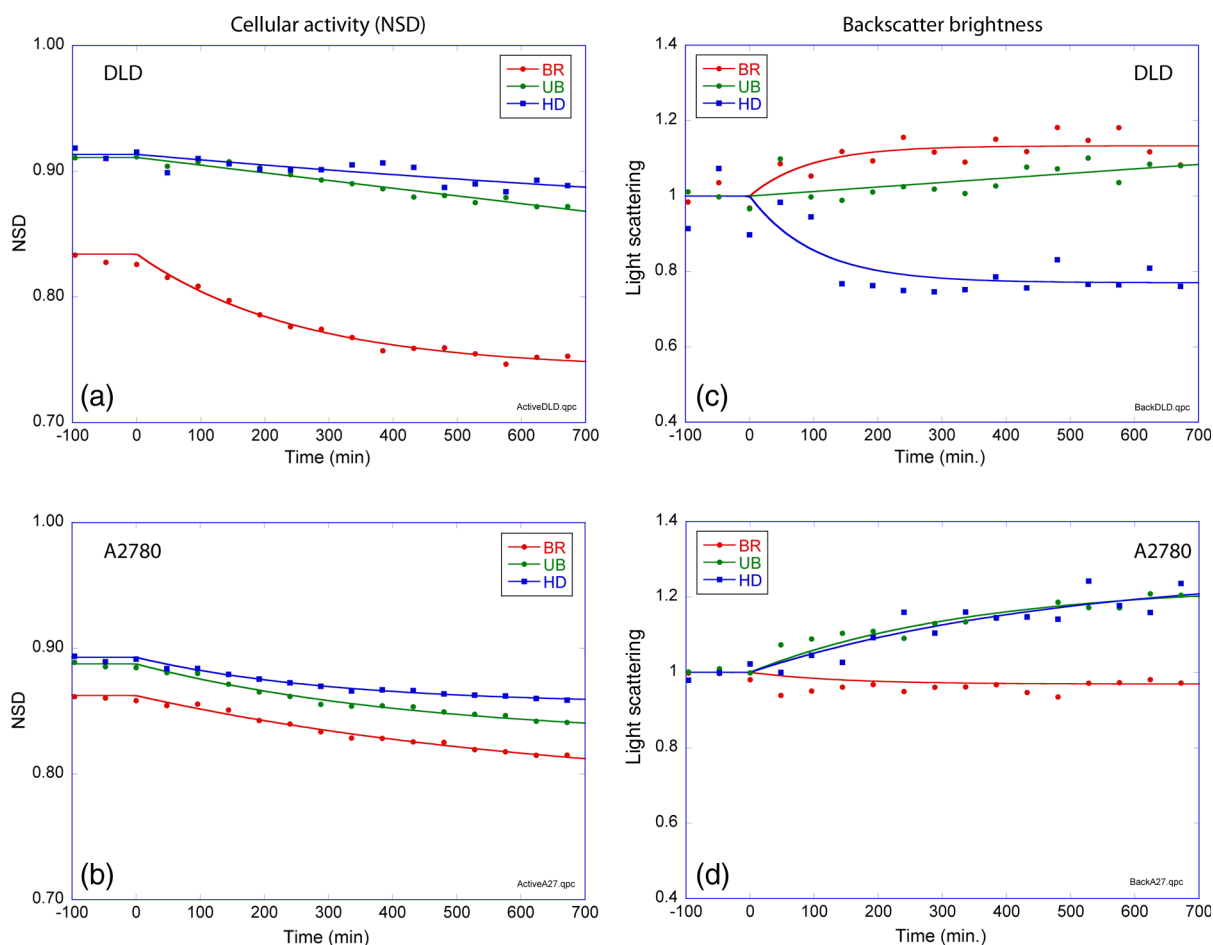 Cellular activity (NSD)
Backscatter brightness
1.00
0.90
0.80
0.70
NSD
DLD
BR
UB
HD
(a)
ActiveDLD.qpc
-100 0 100 200 300 400 500 600 700
Time (min)
1.4
1.2
1
0.8
0.6
0.4
Light scattering
BR
UB
HD
DLD
(c)
BackDLD.qpc
-100 0 100 200 300 400 500 600 700
Time (min.)
1.00
0.90
0.80
0.70
NSD
A2780
BR
UB
HD
(b)
ActiveA27.qpc
-100 0 100 200 300 400 500 600 700
Time (min)
1.4
1.2
1
0.8
0.6
0.4
Light scattering
BR
UB
HD
A2780
(d)
BackA27.qpc
-100 0 100 200 300 400 500 600 700
Time (min.)